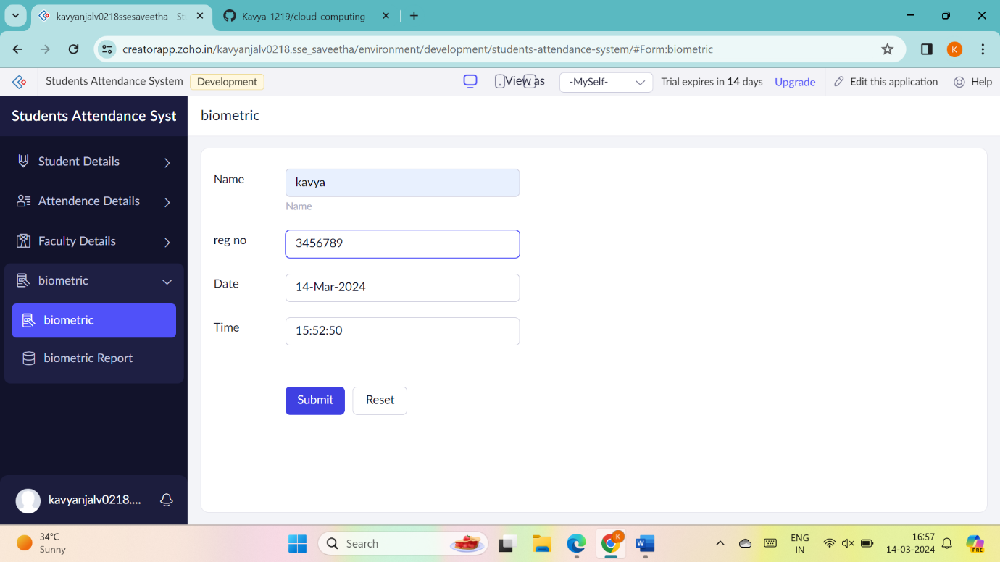 kavyanjalv0218ssesaveetha - St
Kavya-1219/cloud-computing
creatorapp.zoho.in/kavyanjalv0218.sse_saveetha/environment/development/students-attendance-system/#Form:biometric
K
Students Attendance System
Development
View as
-MySelf-
Trial expires in 14 days
Upgrade
Edit this application
Help
Students Attendance Syst
biometric
Student Details
Attendence Details
Faculty Details
biometric
biometric
biometric Report
kavyanjalv0218....
Name
kavya
Name
reg no
3456789
Date
14-Mar-2024
Time
15:52:50
Submit
Reset
34°C
Sunny
Search
K
W
ENG
IN
16:57
14-03-2024
PRE